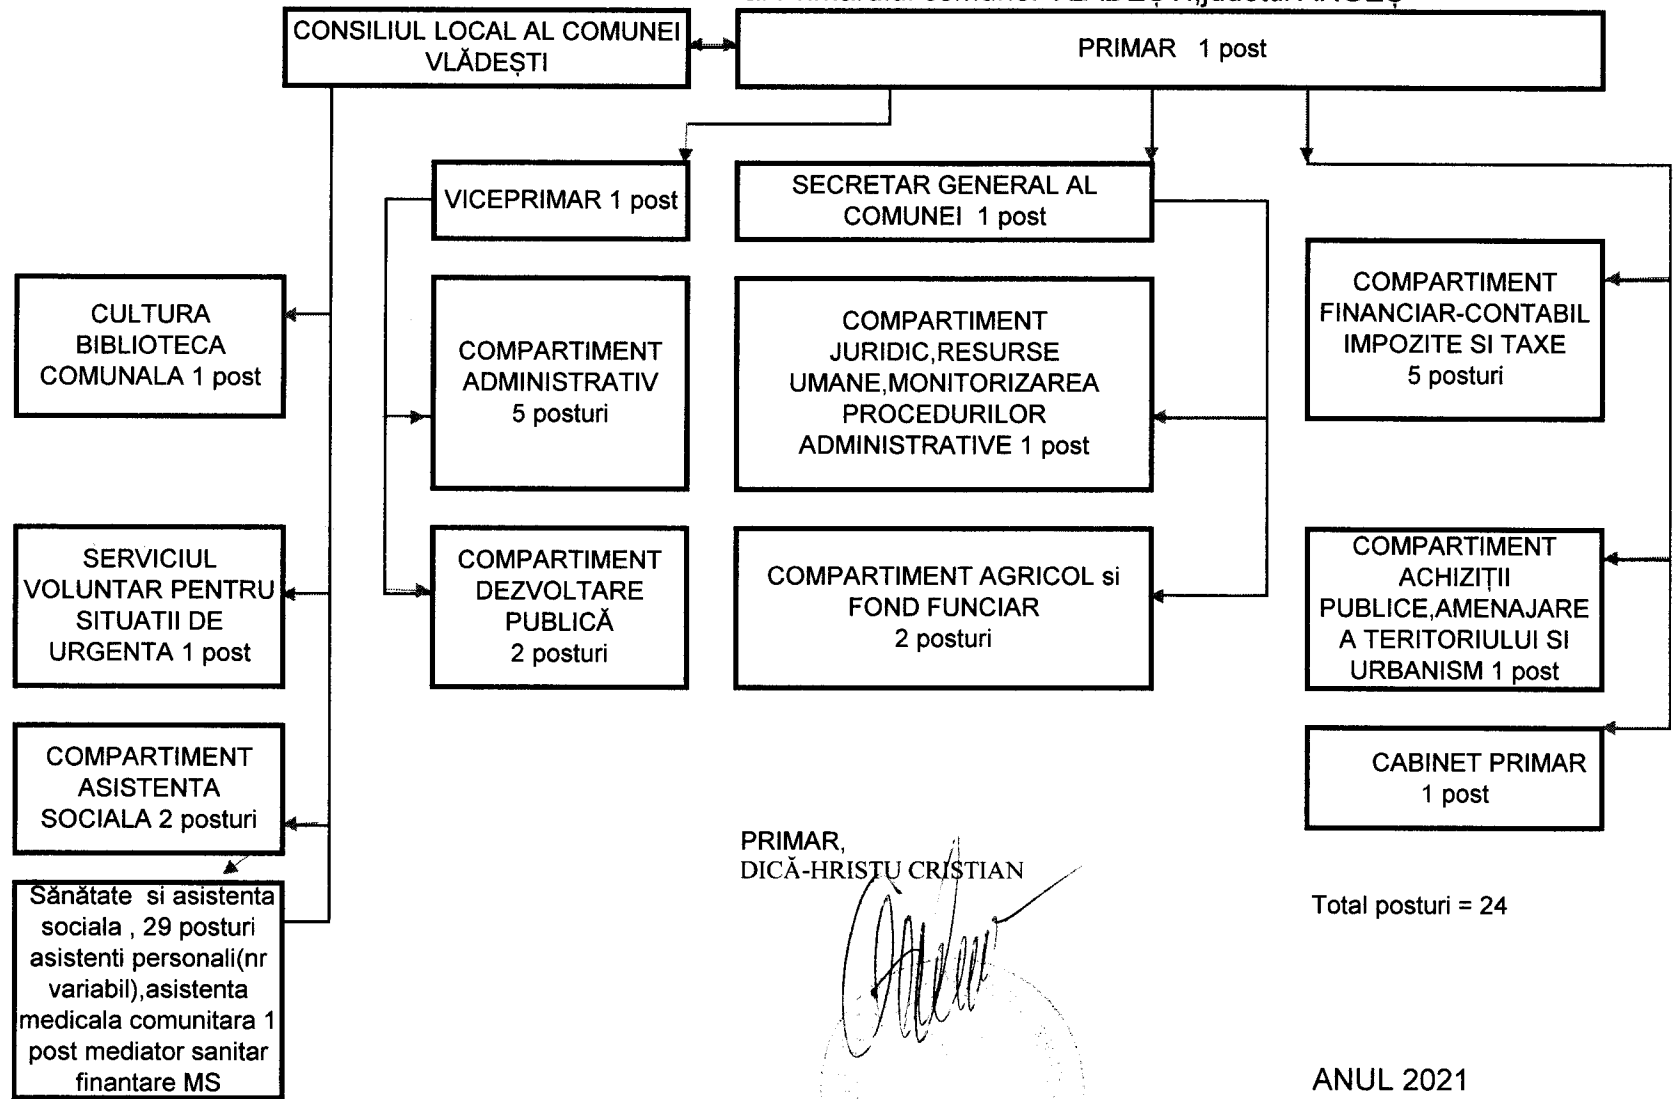 CONSILIUL LOCAL AL COMUNEI
VLĂDEȘTI
PRIMAR 1 post
VICEPRIMAR 1 post
SECRETAR GENERAL AL
COMUNEI 1 post
CULTURA
BIBLIOTECA
COMUNALA 1 post
COMPARTIMENT
ADMINISTRATIV
5 posturi
COMPARTIMENT
JURIDIC,RESURSE
UMANE,MONITORIZAREA
PROCEDURILOR
ADMINISTRATIVE 1 post
COMPARTIMENT
FINANCIAR-CONTABIL
IMPOZITE SI TAXE
5 posturi
SERVICIUL
VOLUNTAR PENTRU
SITUATII DE
URGENTA 1 post
COMPARTIMENT
DEZVOLTARE
PUBLICĂ
2 posturi
COMPARTIMENT AGRICOL si
FOND FUNCIAR
2 posturi
COMPARTIMENT
ACHIZIȚII
PUBLICE,AMENAJARE
A TERITORIULUI SI
URBANISM 1 post
COMPARTIMENT
ASISTENTA
SOCIALA 2 posturi
CABINET PRIMAR
1 post
Sănătate si asistenta
sociala , 29 posturi
asistenti personali(nr
variabil),asistenta
medicala comunitara 1
post mediator sanitar
finantare MS
PRIMAR,
DICĂ-HRISTU CRISTIAN
Total posturi = 24
ANUL 2021